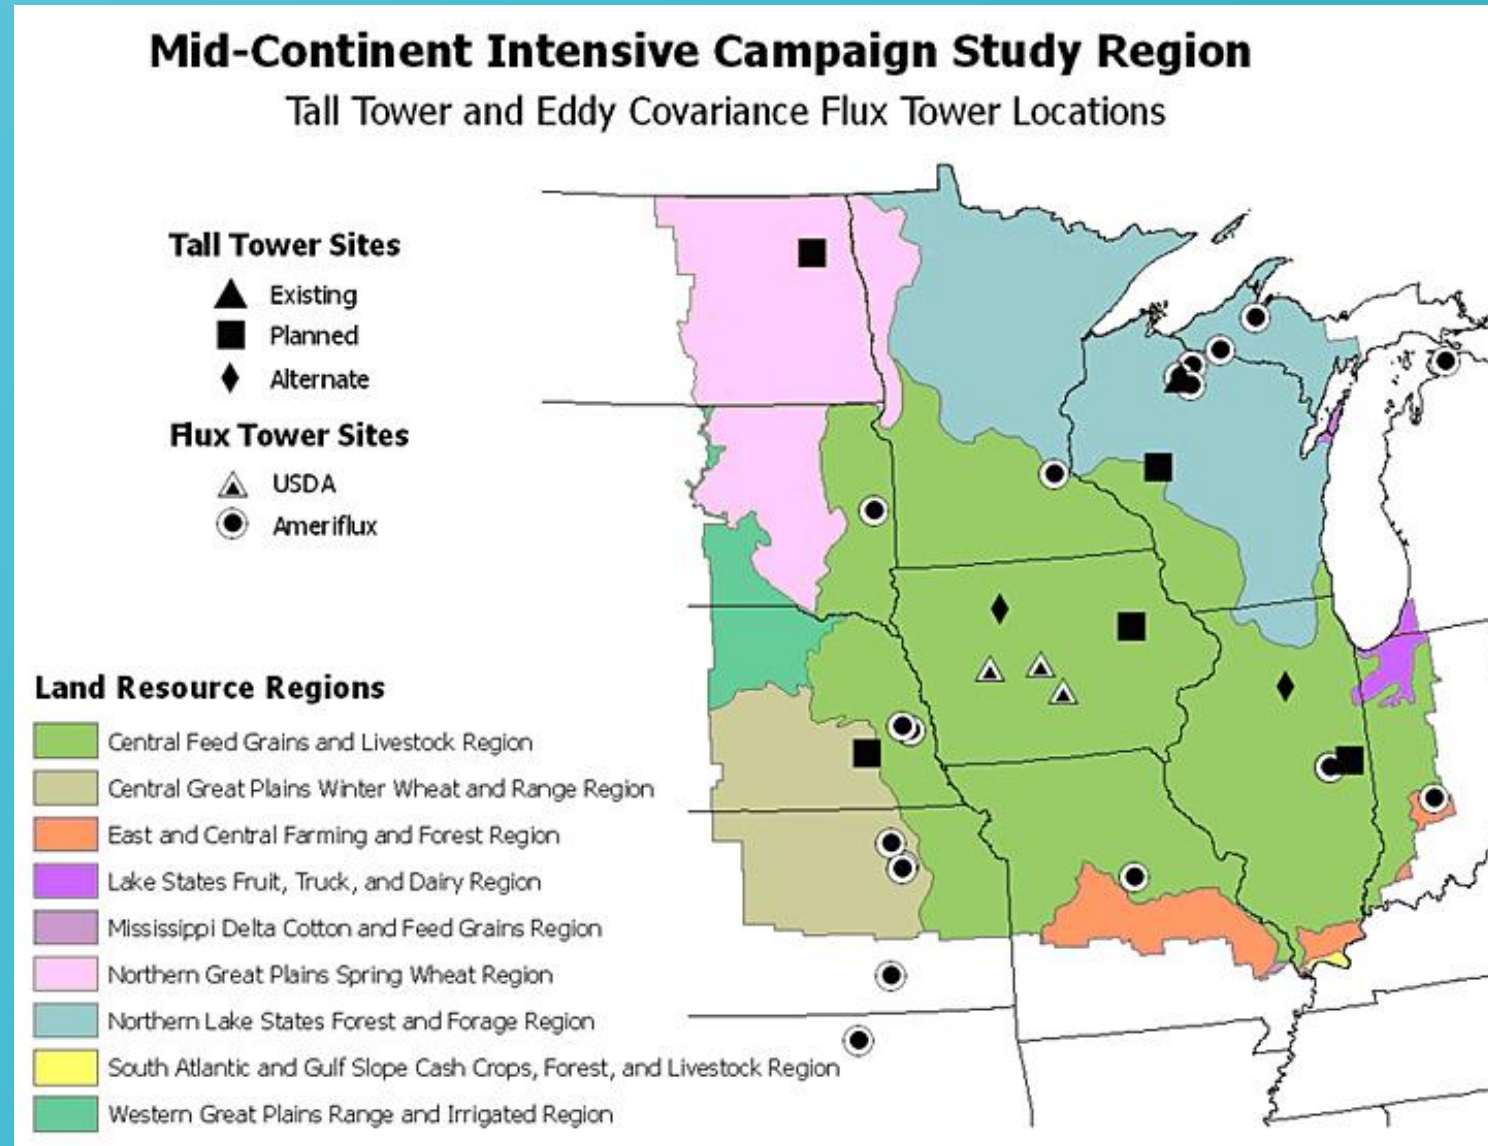 Mid-Continent Intensive Campaign Study Region
Tall Tower and Eddy Covariance Flux Tower Locations
Tall Tower Sites
Existing
Planned
Alternate
Flux Tower Sites
USDA
Ameriflux
Land Resource Regions
Central Feed Grains and Livestock Region
Central Great Plains Winter Wheat and Range Region
East and Central Farming and Forest Region
Lake States Fruit, Truck, and Dairy Region
Mississippi Delta Cotton and Feed Grains Region
Northern Great Plains Spring Wheat Region
Northern Lake States Forest and Forage Region
South Atlantic and Gulf Slope Cash Crops, Forest, and Livestock Region
Western Great Plains Range and Irrigated Region